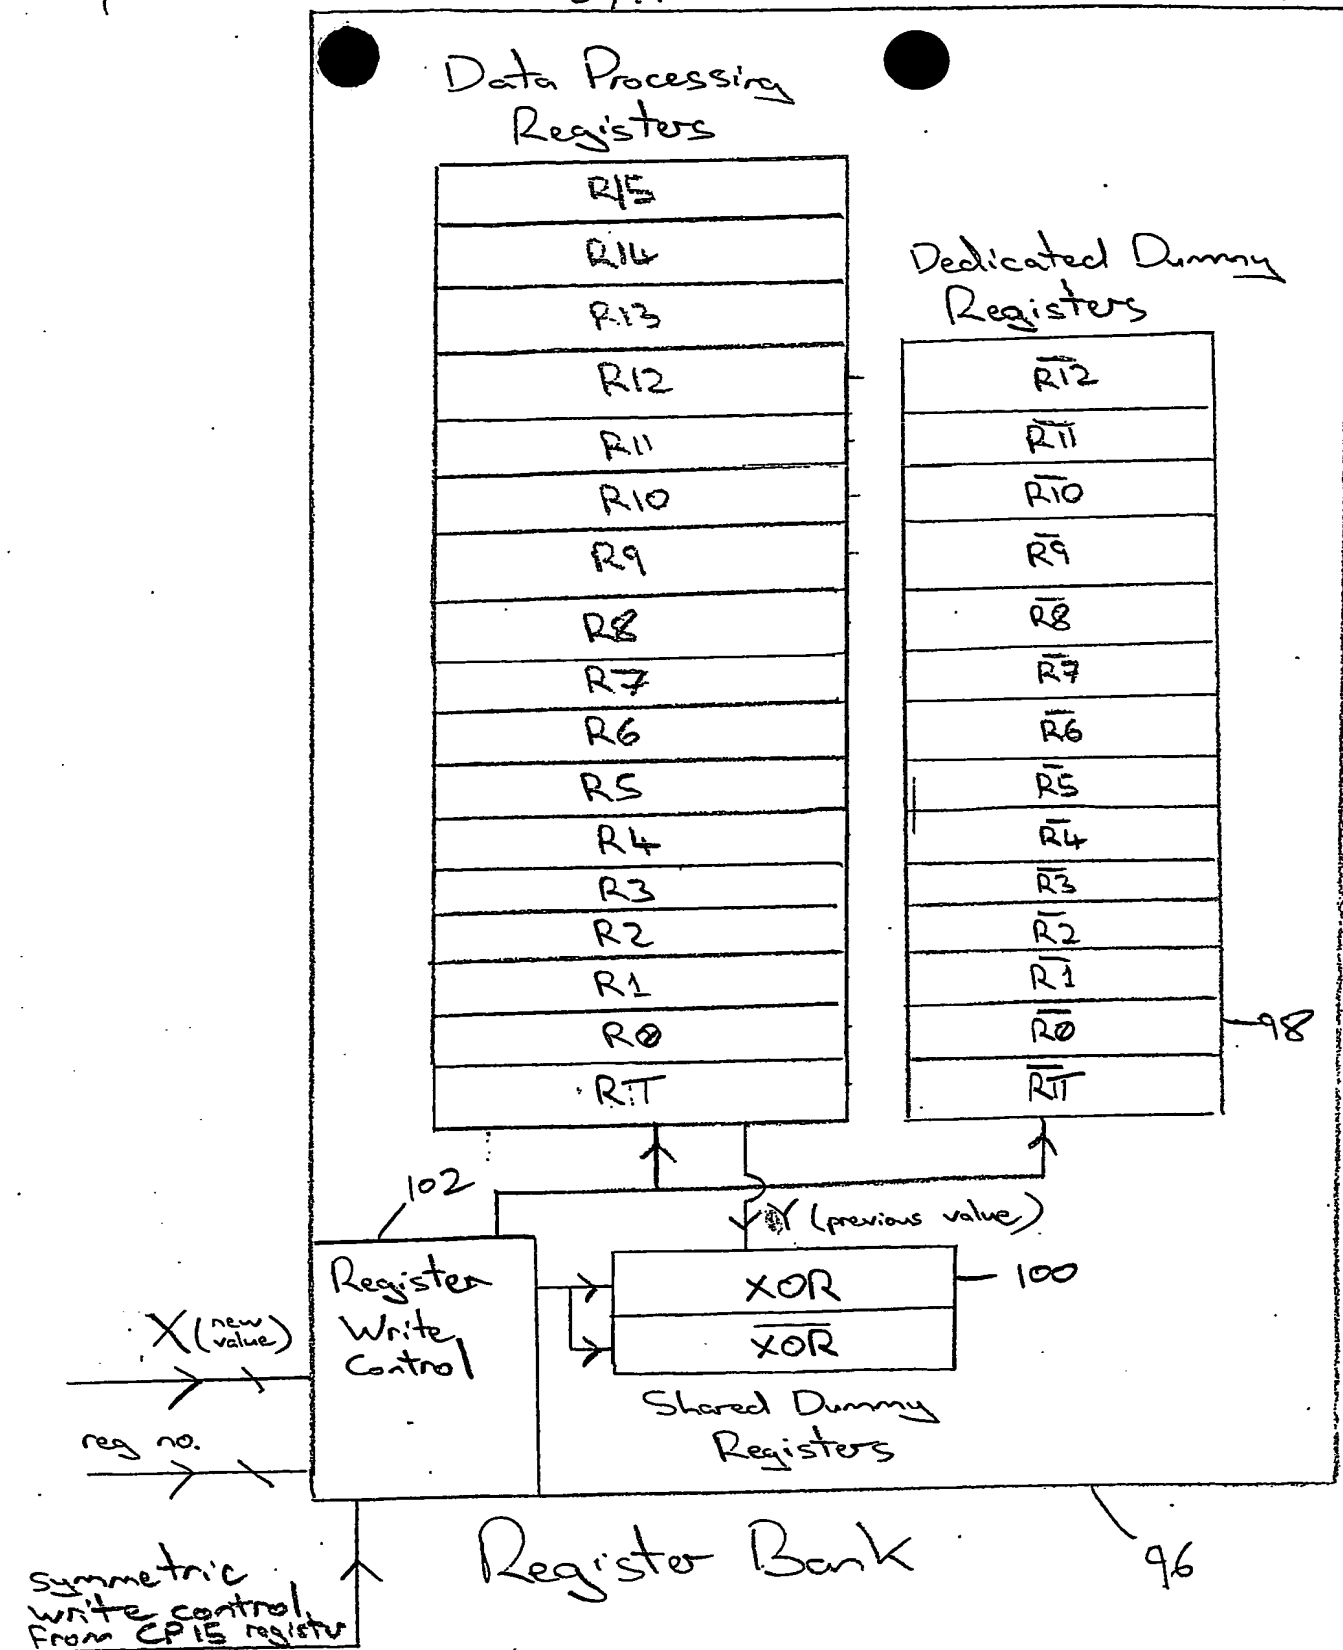 Data Processing
Registers
R15
R14
R13
R12
R11
R10
R9
R8
R7
R6
R5
R4
R3
R2
R1
R0
RT
Dedicated Dummy
Registers
R̅1̅2̅
R̅1̅1̅
R̅1̅0̅
R̅9̅
R̅8̅
R̅7̅
R̅6̅
R̅5̅
R̅4̅
R̅3̅
R̅2̅
R̅1̅
R̅0̅
R̅T̅
98
102
Y (previous value)
Register
Write
Control
XOR
X̅O̅R̅
100
Shared Dummy
Registers
X (new value)
reg no.
symmetric
write control
from CP15 register
Register Bank
96